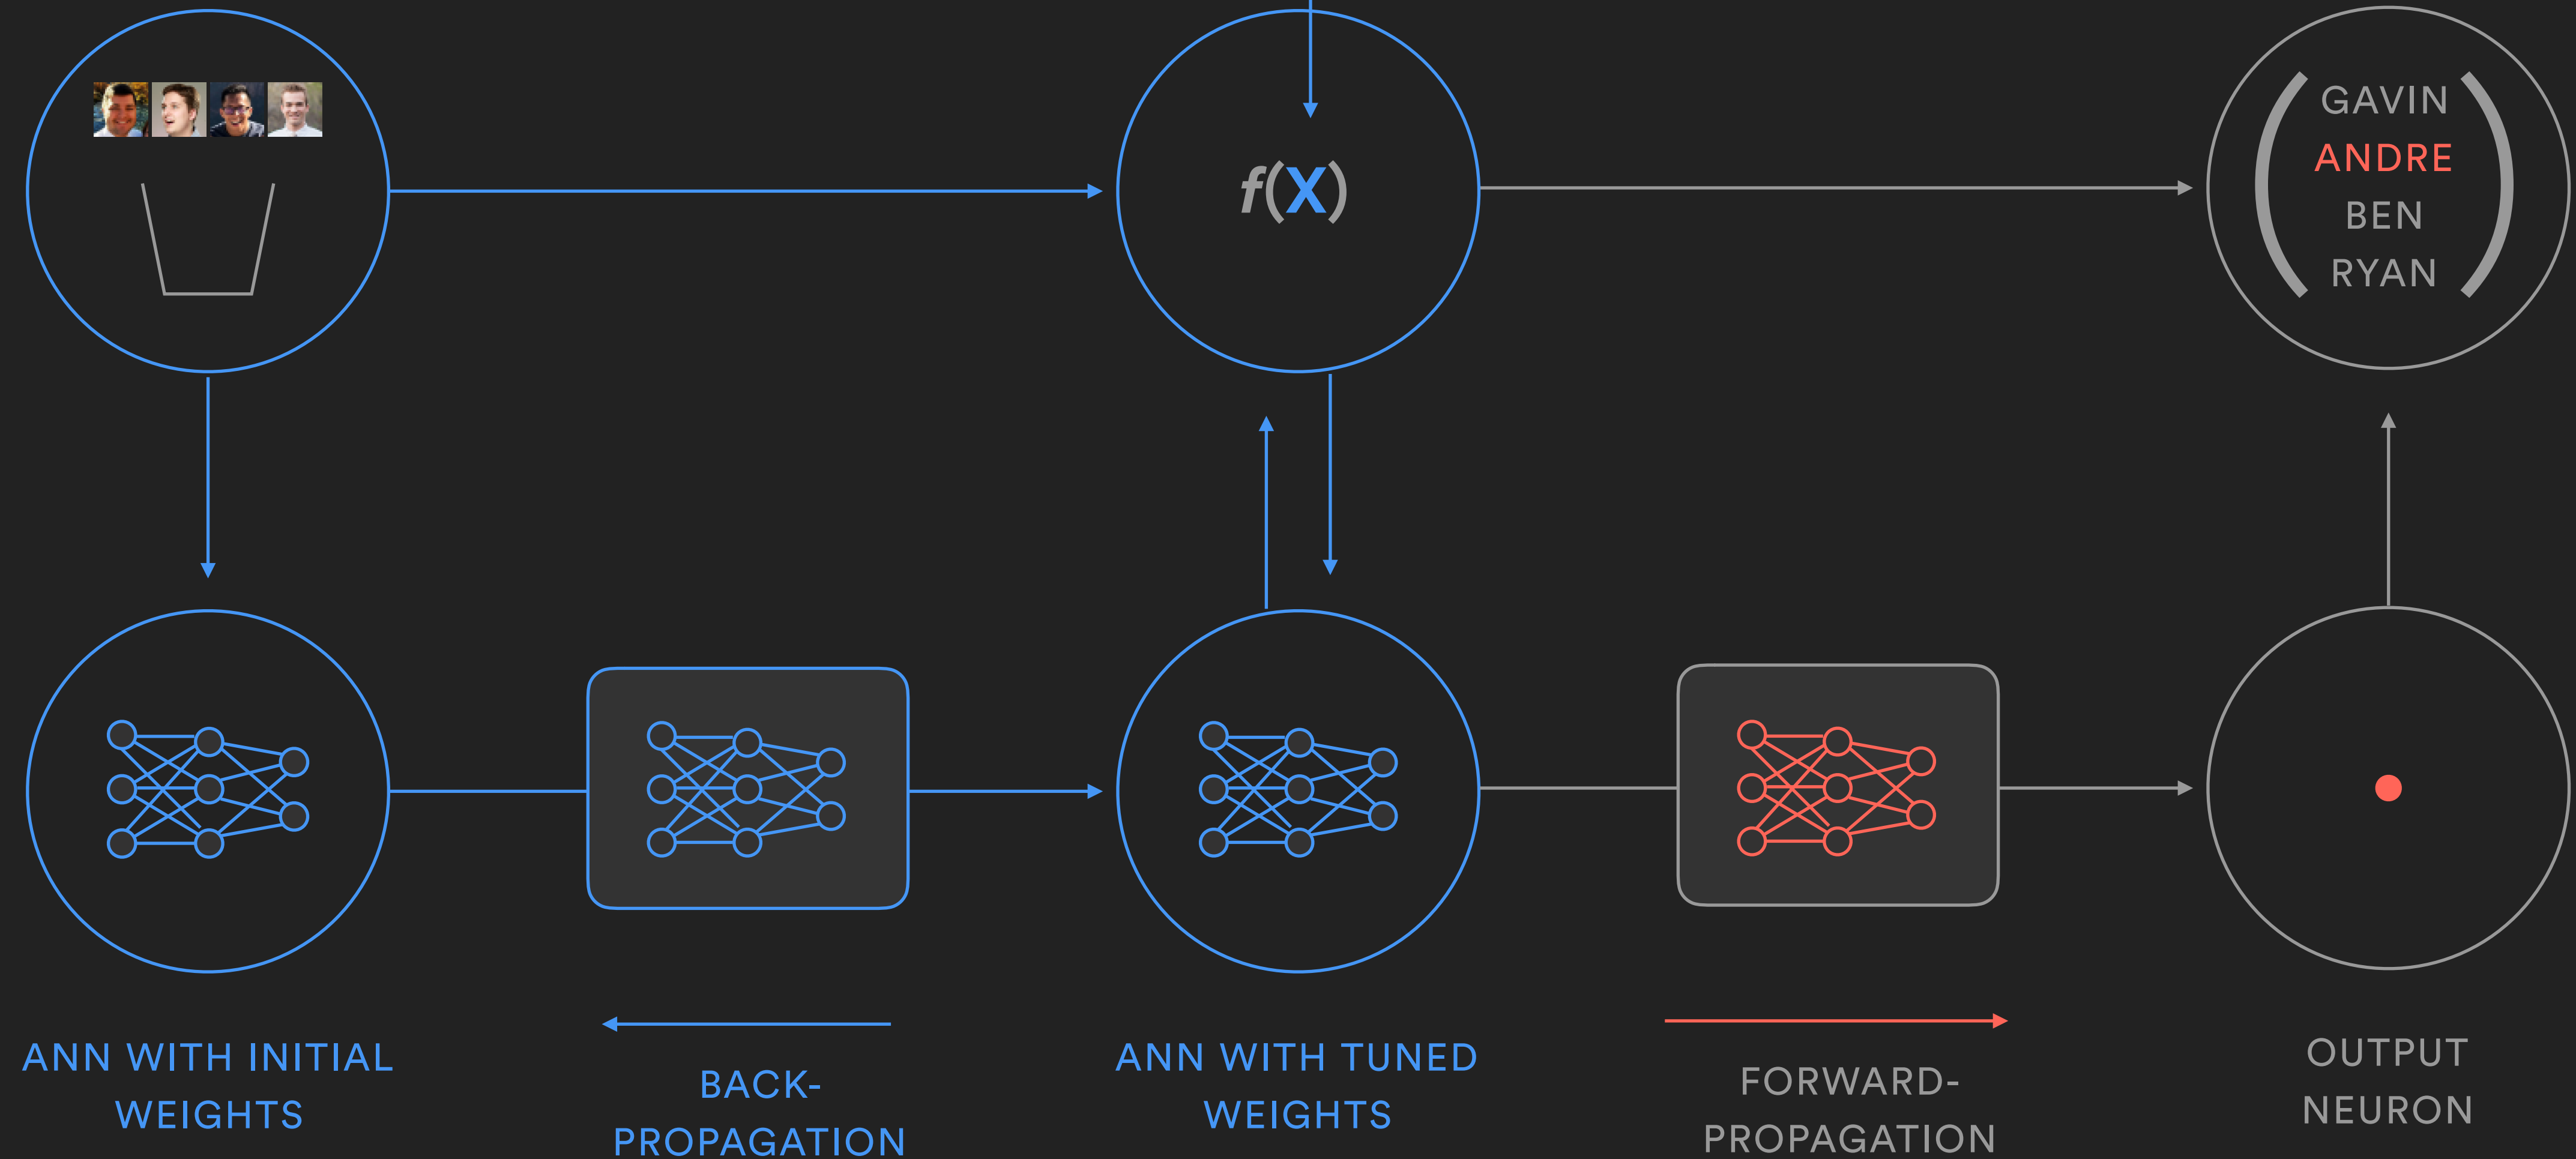 f(X)
GAVIN
ANDRE
BEN
RYAN
ANN WITH INITIAL
WEIGHTS
BACK-
PROPAGATION
ANN WITH TUNED
WEIGHTS
FORWARD-
PROPAGATION
OUTPUT
NEURON